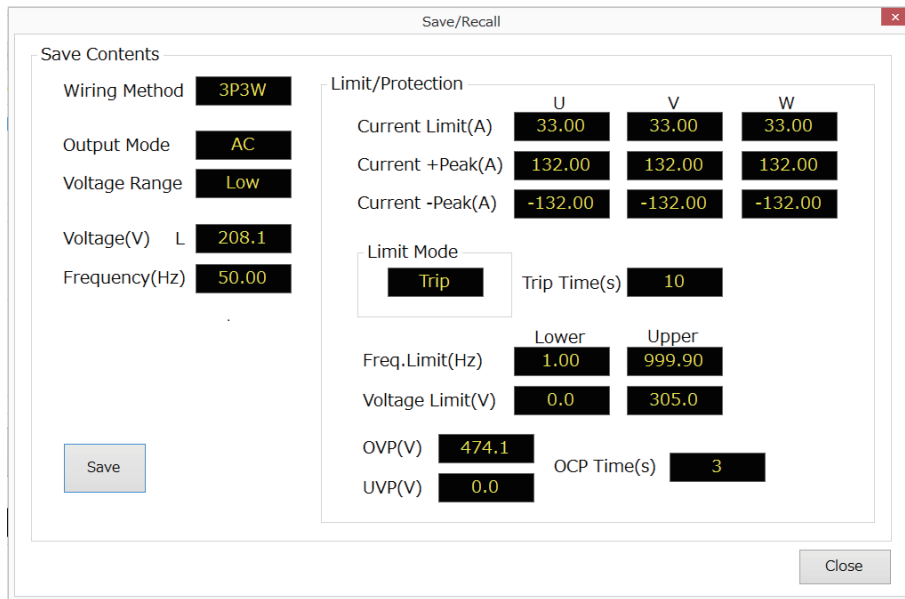 Save/Recall
Save Contents
Wiring Method 3P3W
Output Mode AC
Voltage Range Low
Voltage(V) L 208.1
Frequency(Hz) 50.00
Save
Limit/Protection
U V W
Current Limit(A) 33.00 33.00 33.00
Current +Peak(A) 132.00 132.00 132.00
Current -Peak(A) -132.00 -132.00 -132.00
Limit Mode
Trip Trip Time(s) 10
Lower Upper
Freq.Limit(Hz) 1.00 999.90
Voltage Limit(V) 0.0 305.0
OVP(V) 474.1
OCP Time(s) 3
UVP(V) 0.0
Close